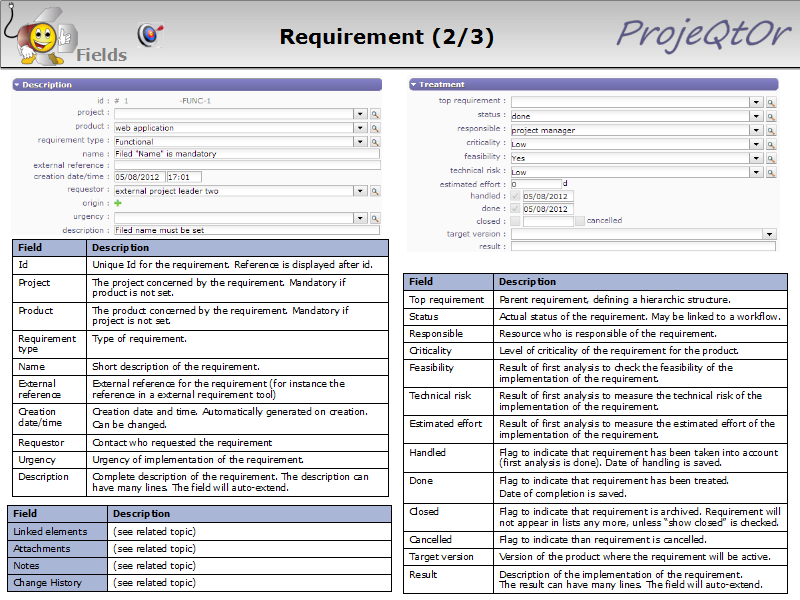 Fields
Requirement (2/3)
ProjeQtOr
Description
id : # 1 -FUNC-1
project :
product : web application
requirement type : Functional
name : Filed "Name" is mandatory
external reference :
creation date/time : 05/08/2012 17:01
requestor : external project leader two
origin :
urgency :
description : Filed name must be set
Field Description
Id Unique Id for the requirement. Reference is displayed after id.
Project The project concerned by the requirement. Mandatory if
product is not set.
Product The product concerned by the requirement. Mandatory if
project is not set.
Requirement
type Type of requirement.
Name Short description of the requirement.
External
reference External reference for the requirement (for instance the
reference in a external requirement tool)
Creation
date/time Creation date and time. Automatically generated on creation.
Can be changed.
Requestor Contact who requested the requirement
Urgency Urgency of implementation of the requirement.
Description Complete description of the requirement. The description can
have many lines. The field will auto-extend.
Field Description
Linked elements (see related topic)
Attachments (see related topic)
Notes (see related topic)
Change History (see related topic)
Treatment
top requirement :
status : done
responsible : project manager
criticality : Low
feasibility : Yes
technical risk : Low
estimated effort : 0 d
handled : 05/08/2012
done : 05/08/2012
closed : cancelled
target version :
result :
Field Description
Top requirement Parent requirement, defining a hierarchic structure.
Status Actual status of the requirement. May be linked to a workflow.
Responsible Resource who is responsible of the requirement.
Criticality Level of criticality of the requirement for the product.
Feasibility Result of first analysis to check the feasibility of the
implementation of the requirement.
Technical risk Result of first analysis to measure the technical risk of the
implementation of the requirement.
Estimated effort Result of first analysis to measure the estimated effort of the
implementation of the requirement.
Handled Flag to indicate that requirement has been taken into account
(first analysis is done). Date of handling is saved.
Done Flag to indicate that requirement has been treated.
Date of completion is saved.
Closed Flag to indicate that requirement is archived. Requirement will
not appear in lists any more, unless "show closed" is checked.
Cancelled Flag to indicate than requirement is cancelled.
Target version Version of the product where the requirement will be active.
Result Description of the implementation of the requirement.
The result can have many lines. The field will auto-extend.